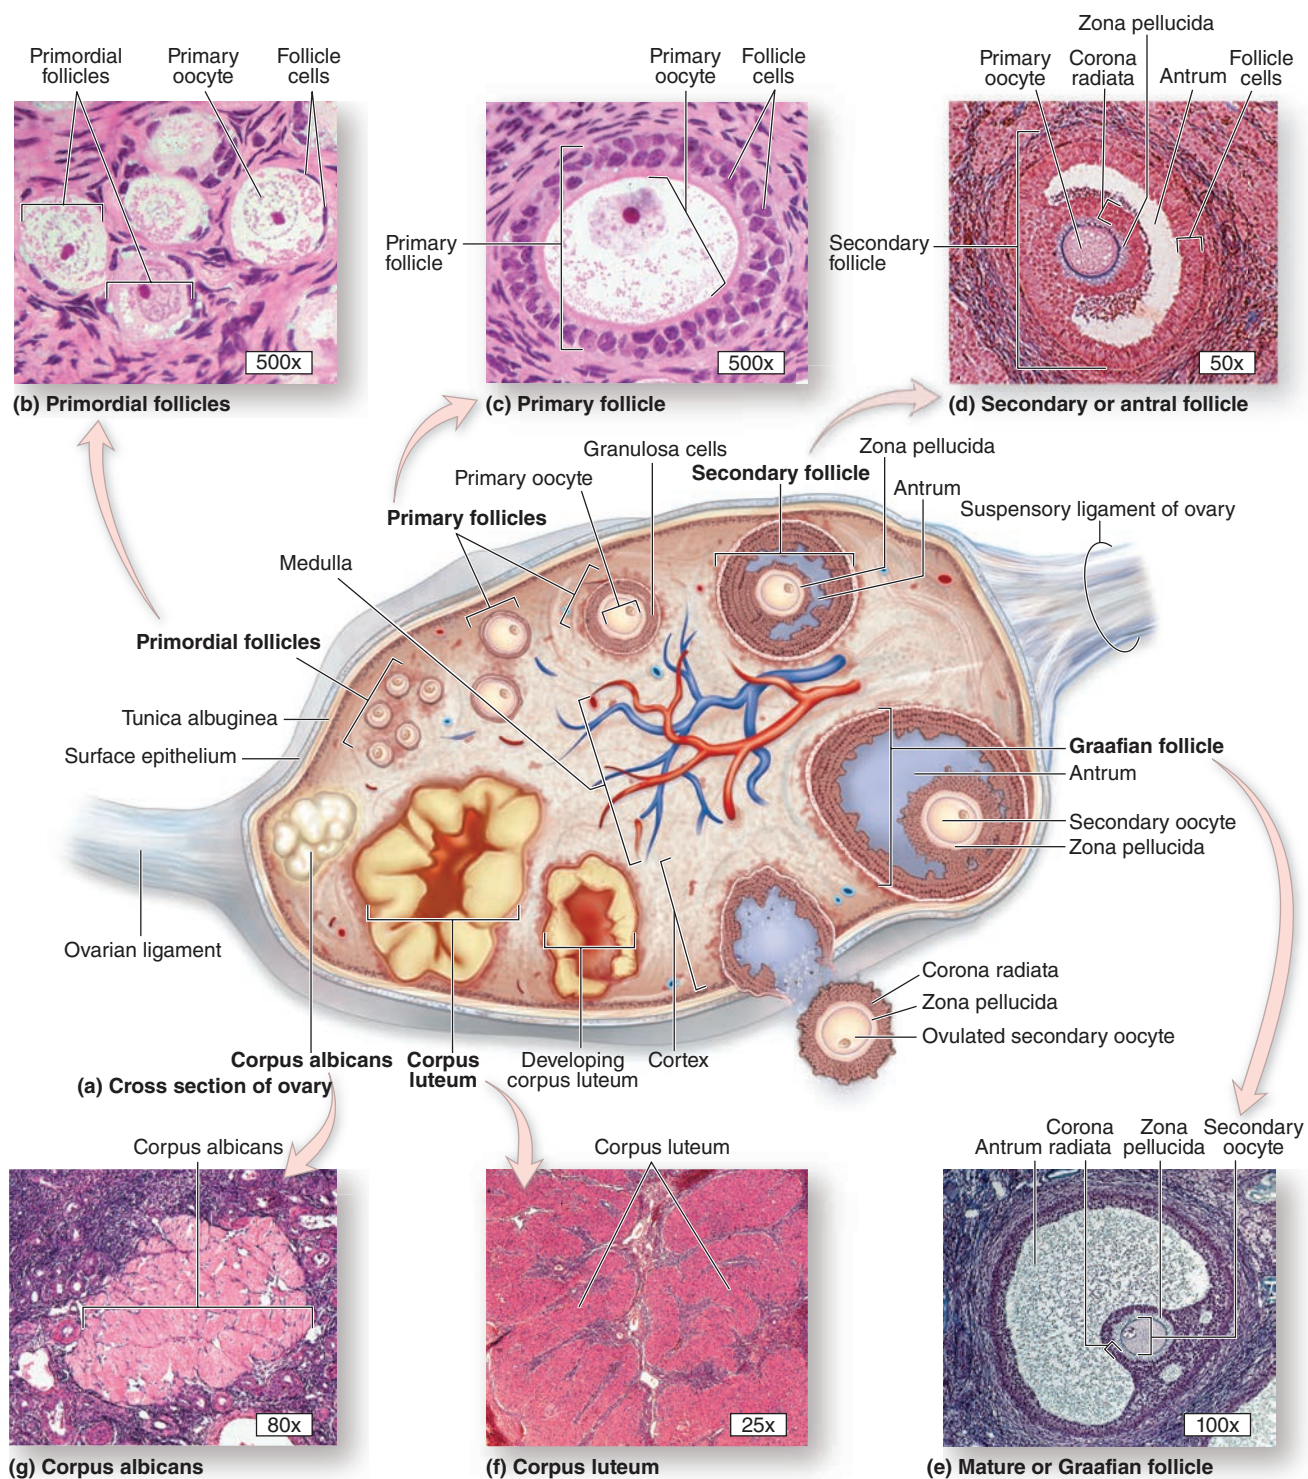 Primordial
follicles
Primary
oocyte
Follicle
cells
500x
(b) Primordial follicles
Primary
oocyte
Follicle
cells
Primary
follicle
500x
(c) Primary follicle
Zona pellucida
Primary
oocyte
Corona
radiata
Antrum
Follicle
cells
Secondary
follicle
50x
(d) Secondary or antral follicle
Granulosa cells
Primary oocyte
Primary follicles
Medulla
Primordial follicles
Tunica albuginea
Surface epithelium
Ovarian ligament
Secondary follicle
Zona pellucida
Antrum
Suspensory ligament of ovary
Graafian follicle
Antrum
Secondary oocyte
Zona pellucida
Corona radiata
Zona pellucida
Ovulated secondary oocyte
Corpus albicans
Corpus
luteum
Developing
corpus luteum
Cortex
(a) Cross section of ovary
Corpus albicans
80x
(g) Corpus albicans
Corpus luteum
25x
(f) Corpus luteum
Antrum
Corona
radiata
Zona
pellucida
Secondary
oocyte
100x
(e) Mature or Graafian follicle